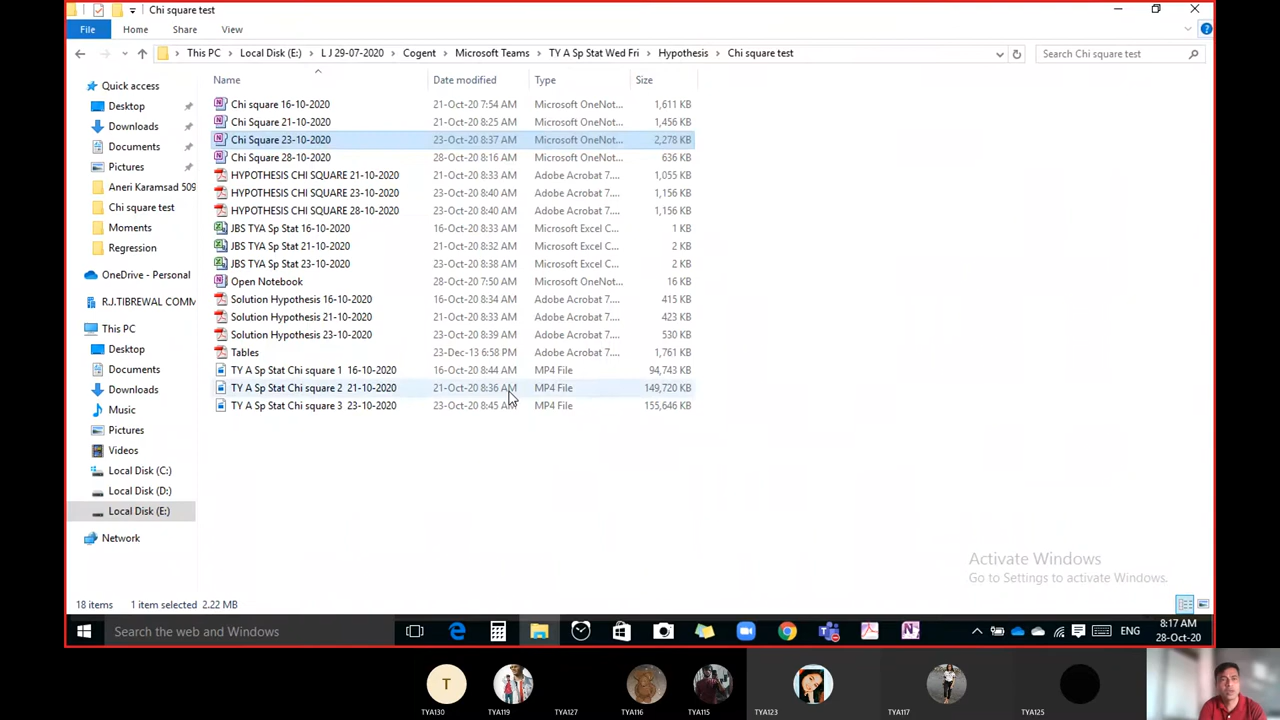 Chi square test
File Home Share View
This PC Local Disk (E:) L J 29-07-2020 Cogent Microsoft Teams TY A Sp Stat Wed Fri Hypothesis Chi square test Search Chi square test
Name Date modified Type Size
Quick access
Desktop
Downloads
Documents
Pictures
Aneri Karamsad 509
Chi square test
Moments
Regression
OneDrive - Personal
R.J.TIBREWAL COMM
This PC
Desktop
Documents
Downloads
Music
Pictures
Videos
Local Disk (C:)
Local Disk (D:)
Local Disk (E:)
Network
Chi square 16-10-2020 21-Oct-20 7:54 AM Microsoft OneNot... 1,611 KB
Chi Square 21-10-2020 21-Oct-20 8:25 AM Microsoft OneNot... 1,456 KB
Chi Square 23-10-2020 23-Oct-20 8:37 AM Microsoft OneNot... 2,278 KB
Chi Square 28-10-2020 28-Oct-20 8:16 AM Microsoft OneNot... 636 KB
HYPOTHESIS CHI SQUARE 21-10-2020 21-Oct-20 8:33 AM Adobe Acrobat 7.... 1,055 KB
HYPOTHESIS CHI SQUARE 23-10-2020 23-Oct-20 8:40 AM Adobe Acrobat 7.... 1,156 KB
HYPOTHESIS CHI SQUARE 28-10-2020 23-Oct-20 8:40 AM Adobe Acrobat 7.... 1,156 KB
JBS TYA Sp Stat 16-10-2020 16-Oct-20 8:33 AM Microsoft Excel C... 1 KB
JBS TYA Sp Stat 21-10-2020 21-Oct-20 8:32 AM Microsoft Excel C... 2 KB
JBS TYA Sp Stat 23-10-2020 23-Oct-20 8:38 AM Microsoft Excel C... 2 KB
Open Notebook 28-Oct-20 7:50 AM Microsoft OneNot... 16 KB
Solution Hypothesis 16-10-2020 16-Oct-20 8:34 AM Adobe Acrobat 7.... 415 KB
Solution Hypothesis 21-10-2020 21-Oct-20 8:33 AM Adobe Acrobat 7.... 423 KB
Solution Hypothesis 23-10-2020 23-Oct-20 8:39 AM Adobe Acrobat 7.... 530 KB
Tables 23-Dec-13 6:58 PM Adobe Acrobat 7.... 1,761 KB
TY A Sp Stat Chi square 1 16-10-2020 16-Oct-20 8:44 AM MP4 File 94,743 KB
TY A Sp Stat Chi square 2 21-10-2020 21-Oct-20 8:36 AM MP4 File 149,720 KB
TY A Sp Stat Chi square 3 23-10-2020 23-Oct-20 8:45 AM MP4 File 155,646 KB
Activate Windows
Go to Settings to activate Windows.
18 items 1 item selected 2.22 MB
Search the web and Windows
ENG
8:17 AM
28-Oct-20
T
TYA130 TYA119 TYA127 TYA116 TYA115 TYA123 TYA117 TYA125